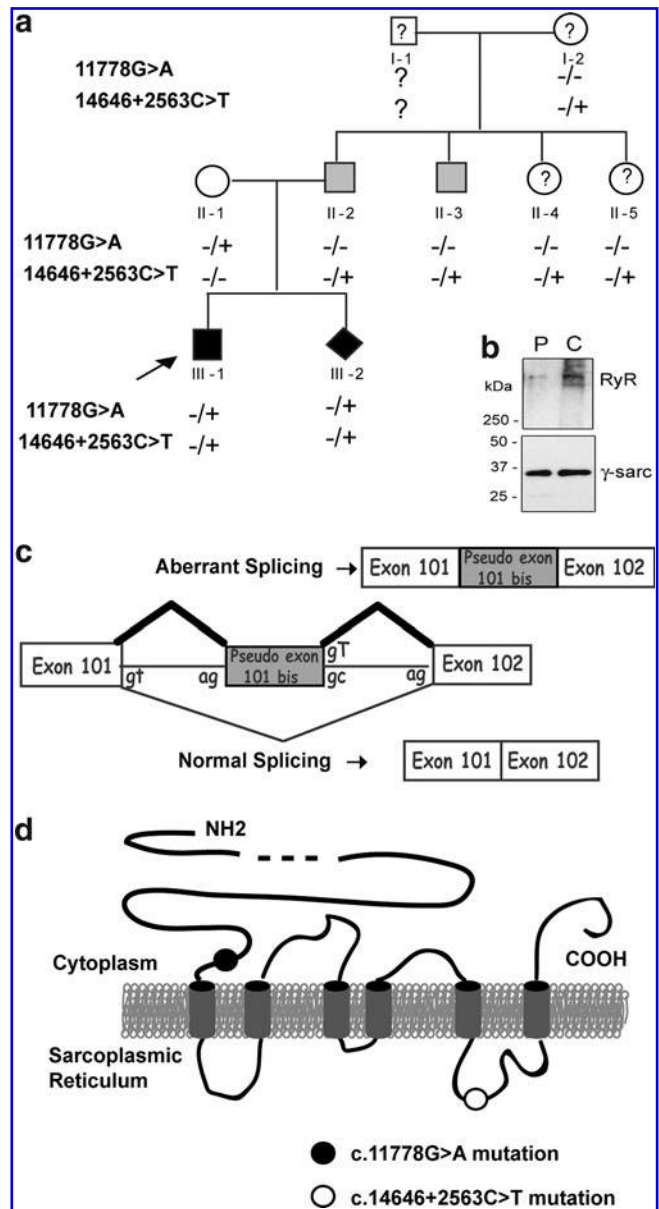 a
? ?
I-1 I-2
11778G>A ? -/-
14646+2563C>T ? -/+
? ?
II-1 II-2 II-3 II-4 II-5
11778G>A -/+ -/- -/- -/- -/-
14646+2563C>T -/- -/+ -/+ -/+ -/+
III-1 III-2
11778G>A -/+ -/+
14646+2563C>T -/+ -/+
b P C
kDa RyR
250 -
50 -
37 - γ-sarc
25 -
c
Aberrant Splicing → Exon 101 Pseudo exon 101 bis Exon 102
Exon 101 gt ag Pseudo exon 101 bis gT gc ag Exon 102
Normal Splicing → Exon 101 Exon 102
d
NH2
Cytoplasm COOH
Sarcoplasmic
Reticulum
c.11778G>A mutation
c.14646+2563C>T mutation